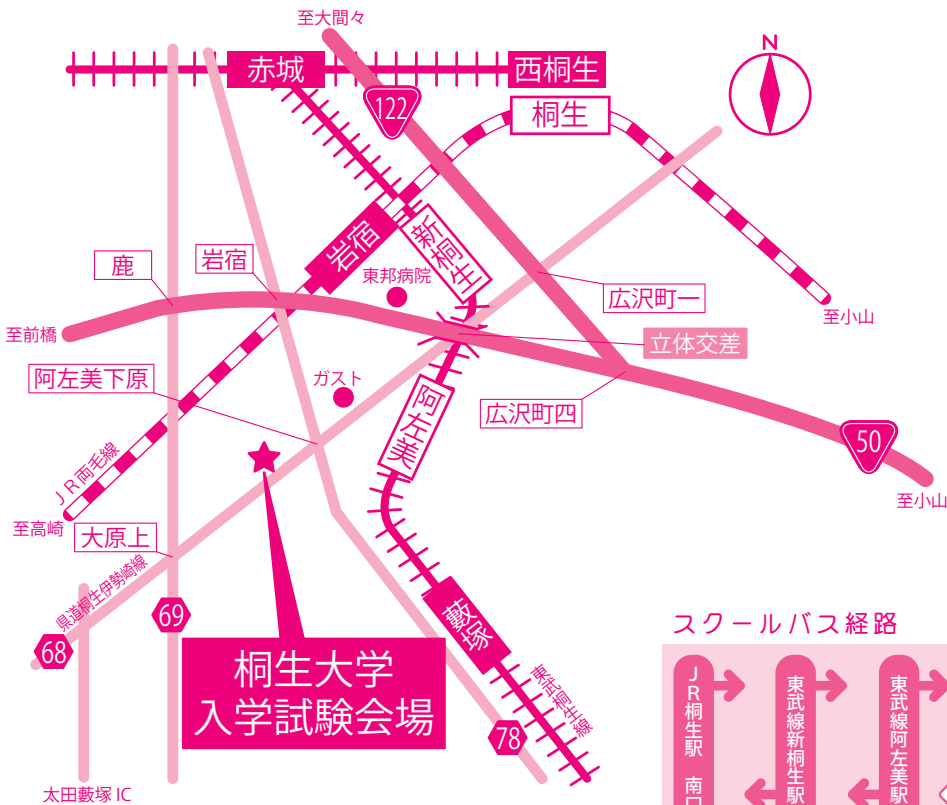 至大間々
N
赤城
西桐生
122
桐生
岩宿
新桐生
鹿
岩宿
東邦病院
広沢町一
至前橋
至小山
立体交差
阿左美下原
ガスト
阿左美
広沢町四
50
JR両毛線
至高崎
至小山
大原上
県道桐生伊勢崎線
69
68
藪塚
桐生大学
入学試験会場
東武桐生線
78
太田藪塚IC
スクールバス経路
JR桐生駅 南口
東武線新桐生駅
東武線阿左美駅